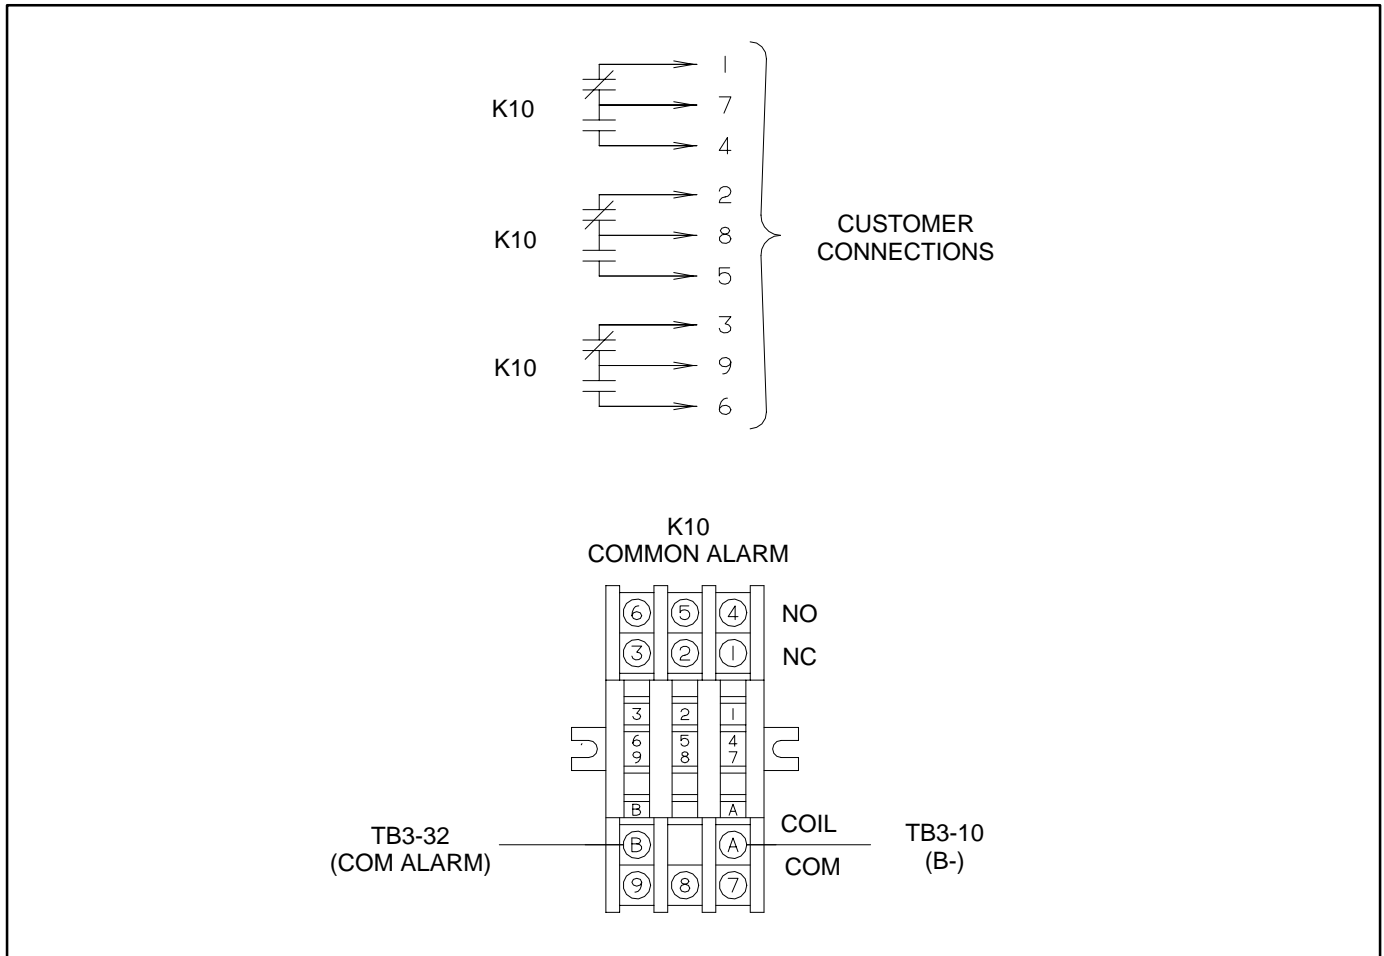 1
K10
7
4
2
K10
8
5
CUSTOMER
CONNECTIONS
3
K10
9
6
K10
COMMON ALARM
6 5 4 NO
3 2 1 NC
3 2 1
6 5 4
9 8 7
B A
TB3-32
(COM ALARM)
B A
COIL
COM
TB3-10
(B-)
9 8 7